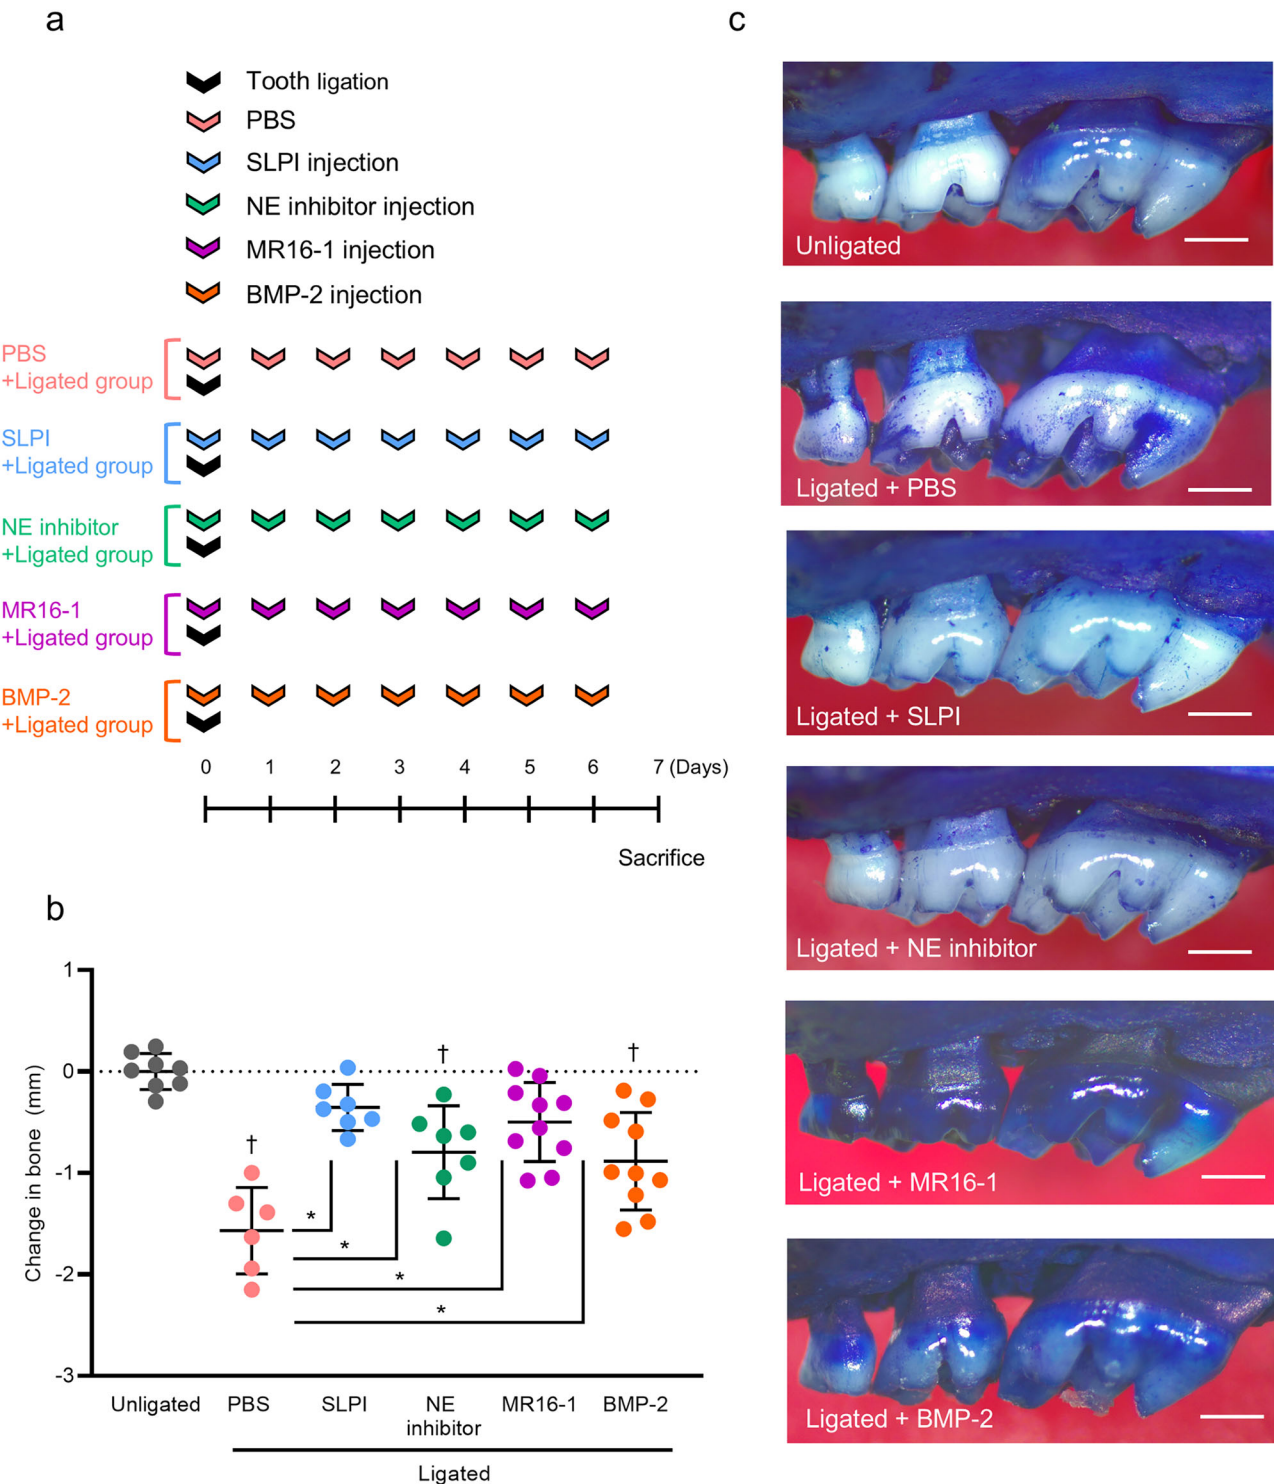 a
Tooth ligation
PBS
SLPI injection
NE inhibitor injection
MR16-1 injection
BMP-2 injection
PBS
+Ligated group
SLPI
+Ligated group
NE inhibitor
+Ligated group
MR16-1
+Ligated group
BMP-2
+Ligated group
0 1 2 3 4 5 6 7 (Days)
Sacrifice
b
Change in bone (mm)
1
0
-1
-2
-3
†
†
†
*
*
*
*
Unligated PBS SLPI NE inhibitor MR16-1 BMP-2
Ligated
c
Unligated
Ligated + PBS
Ligated + SLPI
Ligated + NE inhibitor
Ligated + MR16-1
Ligated + BMP-2